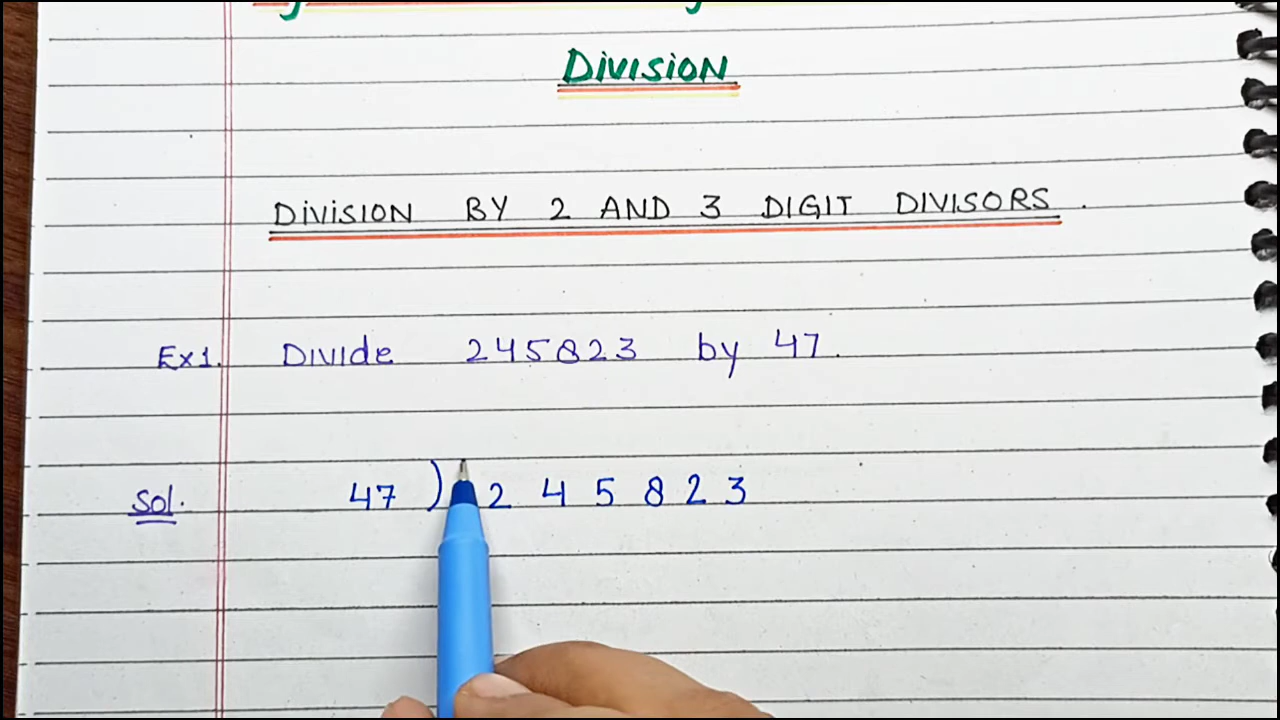 DIVISION
DIVISION BY 2 AND 3 DIGIT DIVISORS.
Ex1. DIVIDE 245823 by 47.
Sol. 47 ) 2 4 5 8 2 3